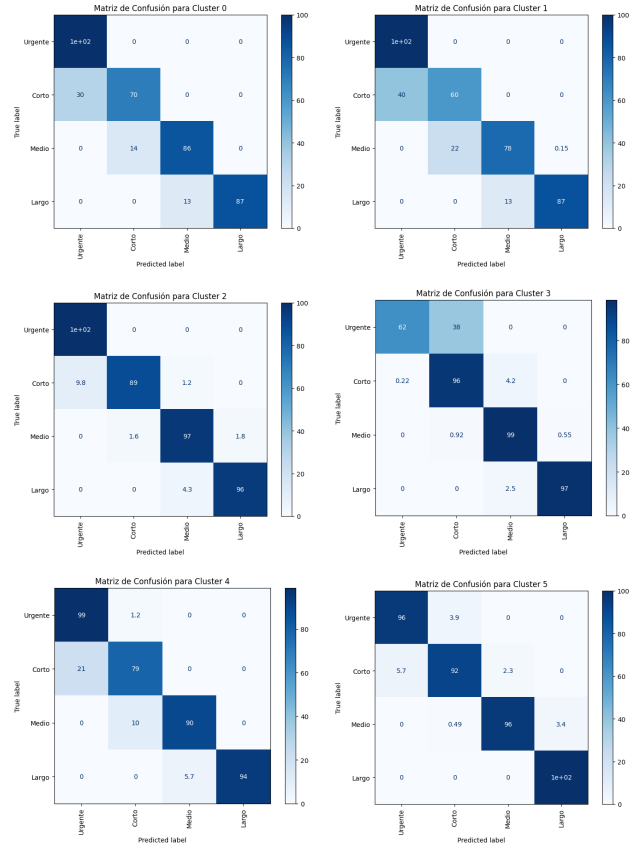 Matriz de Confusión para Cluster 0
Urgente 1e+02 0 0 0
Corto 30 70 0 0
Medio 0 14 86 0
Largo 0 0 13 87
True label
Urgente Corto Medio Largo
Predicted label
100
80
60
40
20
0
Matriz de Confusión para Cluster 1
Urgente 1e+02 0 0 0
Corto 40 60 0 0
Medio 0 22 78 0.15
Largo 0 0 13 87
True label
Urgente Corto Medio Largo
Predicted label
100
80
60
40
20
0
Matriz de Confusión para Cluster 2
Urgente 1e+02 0 0 0
Corto 9.8 89 1.2 0
Medio 0 1.6 97 1.8
Largo 0 0 4.3 96
True label
Urgente Corto Medio Largo
Predicted label
100
80
60
40
20
0
Matriz de Confusión para Cluster 3
Urgente 62 38 0 0
Corto 0.22 96 4.2 0
Medio 0 0.92 99 0.55
Largo 0 0 2.5 97
True label
Urgente Corto Medio Largo
Predicted label
80
60
40
20
0
Matriz de Confusión para Cluster 4
Urgente 99 1.2 0 0
Corto 21 79 0 0
Medio 0 10 90 0
Largo 0 0 5.7 94
True label
Urgente Corto Medio Largo
Predicted label
80
60
40
20
0
Matriz de Confusión para Cluster 5
Urgente 96 3.9 0 0
Corto 5.7 92 2.3 0
Medio 0 0.49 96 3.4
Largo 0 0 0 1e+02
True label
Urgente Corto Medio Largo
Predicted label
100
80
60
40
20
0